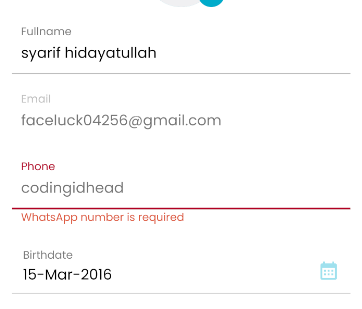 Fullname
syarif hidayatullah
Email
faceluck04256@gmail.com
Phone
codingidhead
WhatsApp number is required
Birthdate
15-Mar-2016